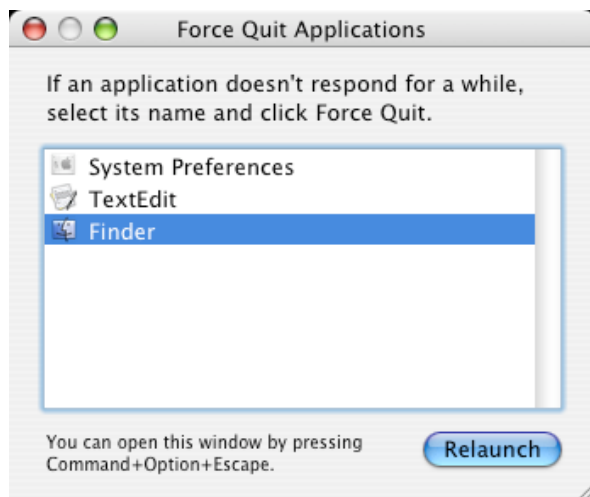 Force Quit Applications
If an application doesn't respond for a while,
select its name and click Force Quit.
System Preferences
TextEdit
Finder
You can open this window by pressing
Command+Option+Escape.
Relaunch